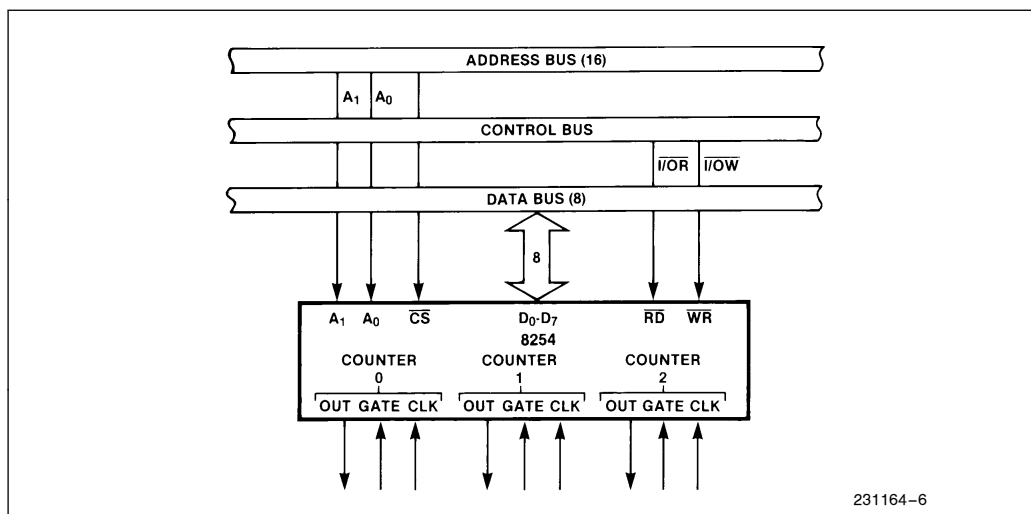 ADDRESS BUS (16)
A1 A0
CONTROL BUS
I/OR I/OW
DATA BUS (8)
8
A1 A0 CS D0-D7 RD WR
8254
COUNTER COUNTER COUNTER
0 1 2
OUT GATE CLK OUT GATE CLK OUT GATE CLK
231164–6